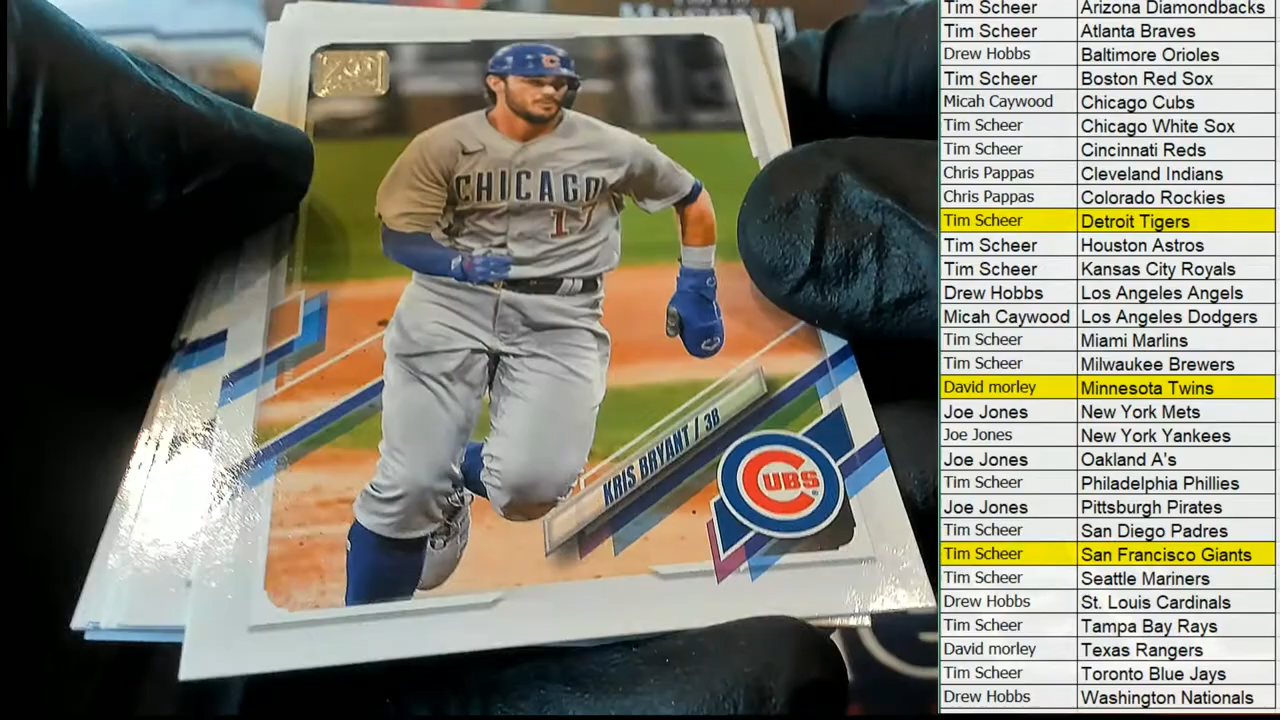 70
CHICAGO
17
KRIS BRYANT / 3B
CUBS
Tim Scheer Arizona Diamondbacks
Tim Scheer Atlanta Braves
Drew Hobbs Baltimore Orioles
Tim Scheer Boston Red Sox
Micah Caywood Chicago Cubs
Tim Scheer Chicago White Sox
Tim Scheer Cincinnati Reds
Chris Pappas Cleveland Indians
Chris Pappas Colorado Rockies
Tim Scheer Detroit Tigers
Tim Scheer Houston Astros
Tim Scheer Kansas City Royals
Drew Hobbs Los Angeles Angels
Micah Caywood Los Angeles Dodgers
Tim Scheer Miami Marlins
Tim Scheer Milwaukee Brewers
David morley Minnesota Twins
Joe Jones New York Mets
Joe Jones New York Yankees
Joe Jones Oakland A's
Tim Scheer Philadelphia Phillies
Joe Jones Pittsburgh Pirates
Tim Scheer San Diego Padres
Tim Scheer San Francisco Giants
Tim Scheer Seattle Mariners
Drew Hobbs St. Louis Cardinals
Tim Scheer Tampa Bay Rays
David morley Texas Rangers
Tim Scheer Toronto Blue Jays
Drew Hobbs Washington Nationals